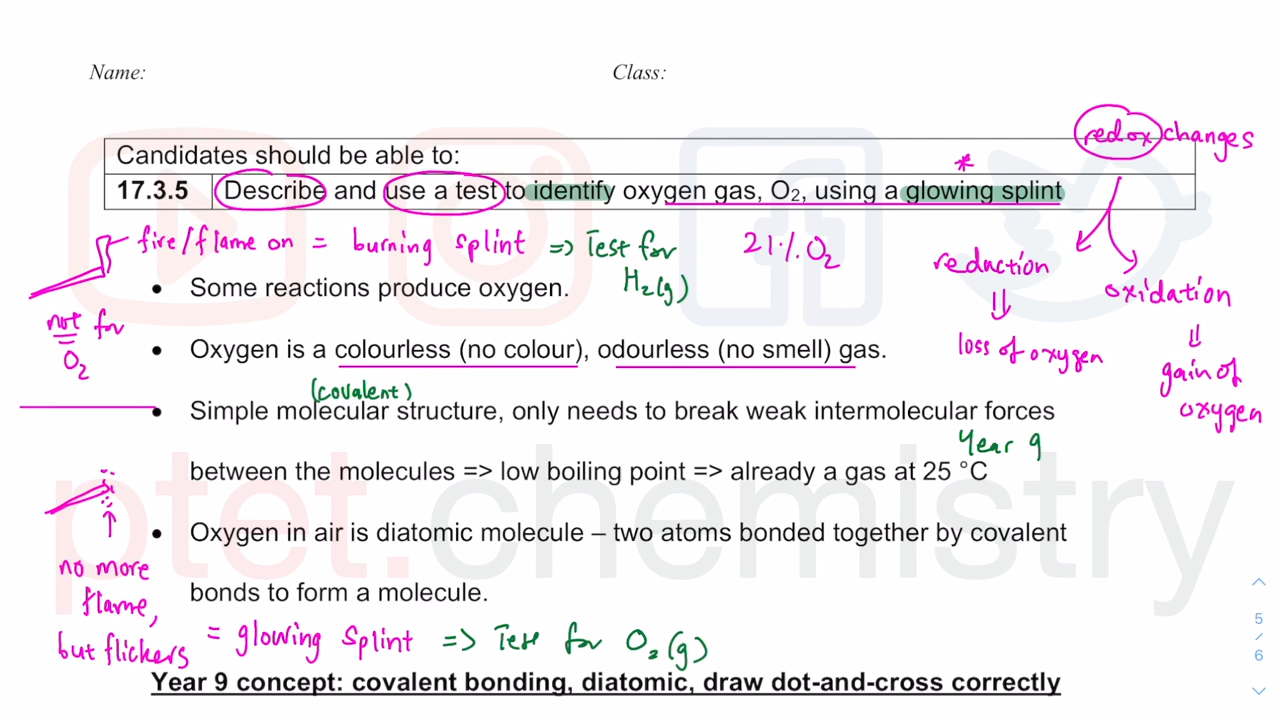 Name: Class:
redox changes
Candidates should be able to:
*
17.3.5 Describe and use a test to identify oxygen gas, O₂, using a glowing splint
fire/flame on = burning splint => Test for H₂(g)
21% O₂
reduction
oxidation
• Some reactions produce oxygen.
not for O₂
⇓
loss of oxygen
⇓
gain of
oxygen
• Oxygen is a colourless (no colour), odourless (no smell) gas.
(covalent)
• Simple molecular structure, only needs to break weak intermolecular forces
Year 9
between the molecules => low boiling point => already a gas at 25 °C
• Oxygen in air is diatomic molecule – two atoms bonded together by covalent
bonds to form a molecule.
↑
no more
flame,
but flickers = glowing splint => Test for O₂(g)
Year 9 concept: covalent bonding, diatomic, draw dot-and-cross correctly
ptet.chemistry
5
/
6